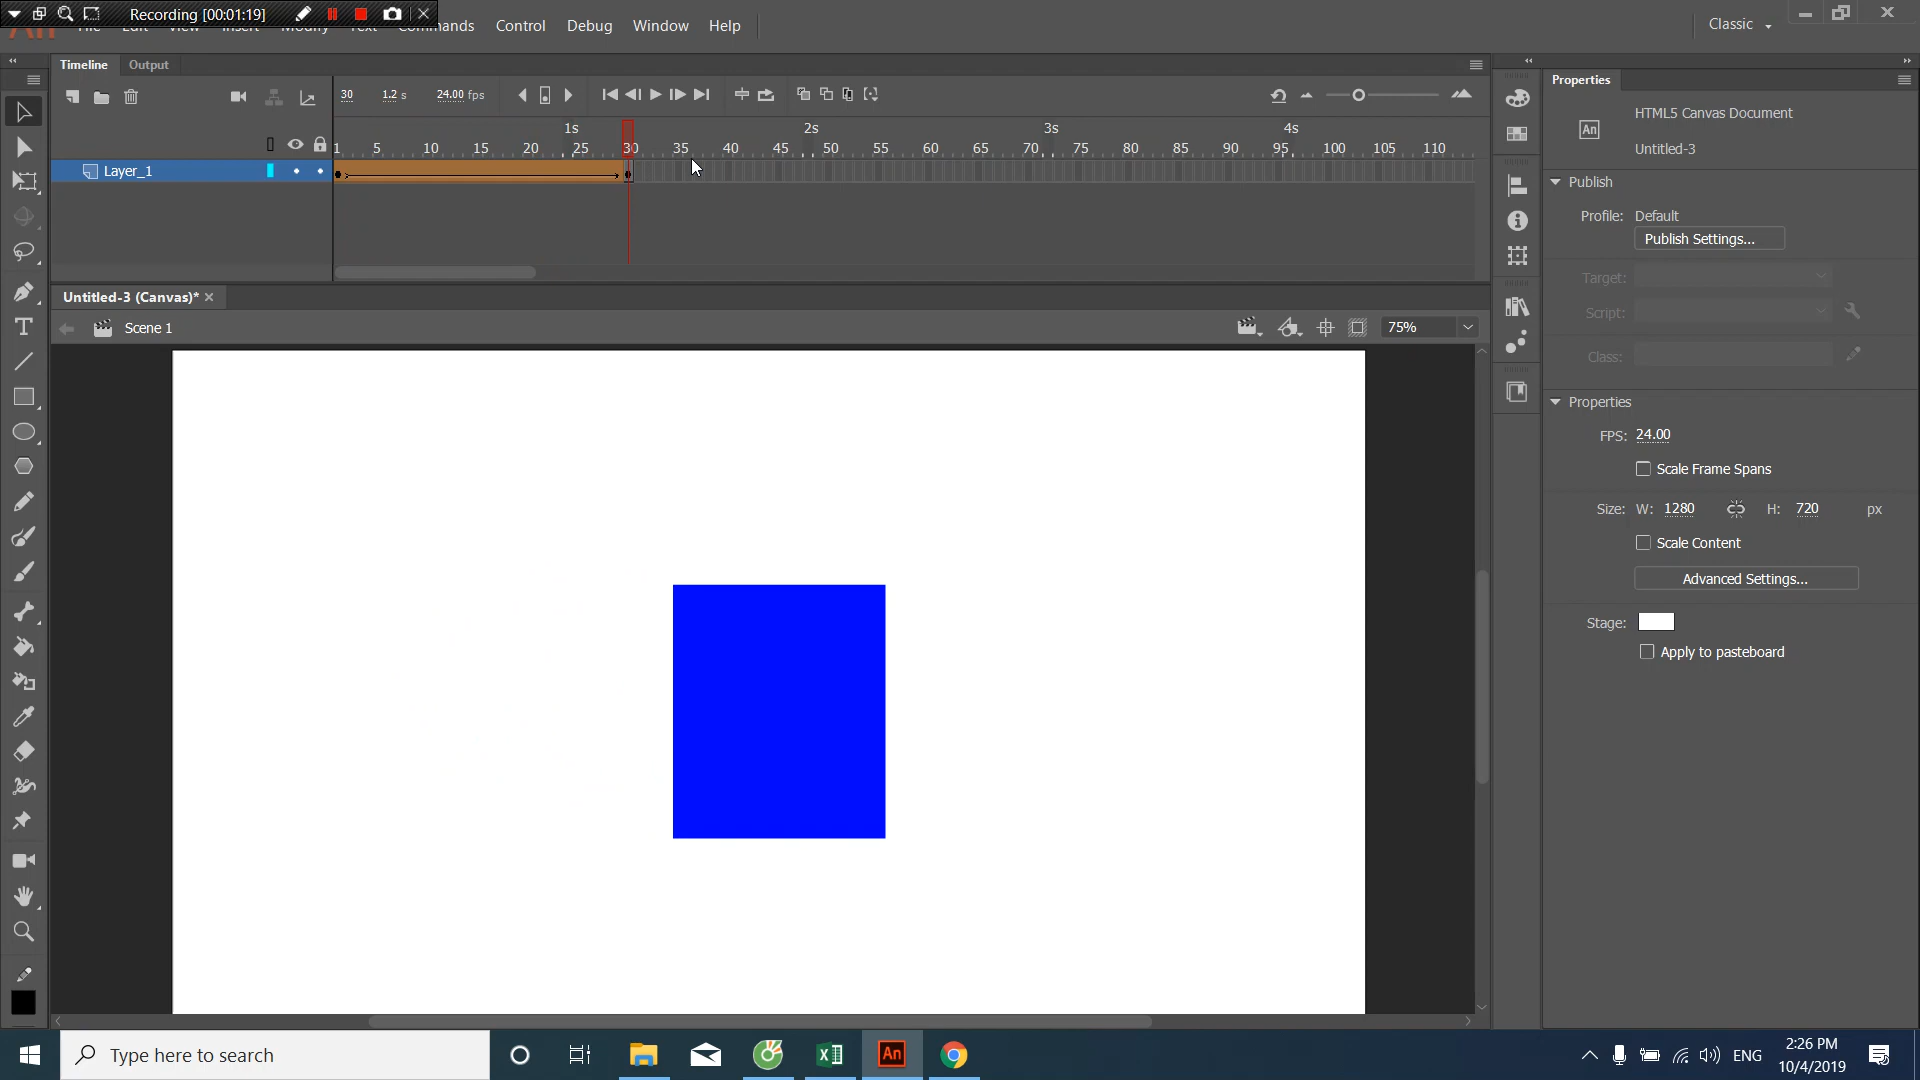 Recording [00:01:19]
File Edit View Insert Modify Text Commands Control Debug Window Help
Classic
Timeline Output
30 1.2 s 24.00 fps
1s 2s 3s 4s
1 5 10 15 20 25 30 35 40 45 50 55 60 65 70 75 80 85 90 95 100 105 110
Layer_1
Untitled-3 (Canvas)*
Scene 1
75%
Properties
An
HTML5 Canvas Document
Untitled-3
Publish
Profile: Default
Publish Settings...
Target:
Script:
Class:
Properties
FPS: 24.00
Scale Frame Spans
Size: W: 1280 H: 720 px
Scale Content
Advanced Settings...
Stage:
Apply to pasteboard
Type here to search
An
ENG
2:26 PM
10/4/2019